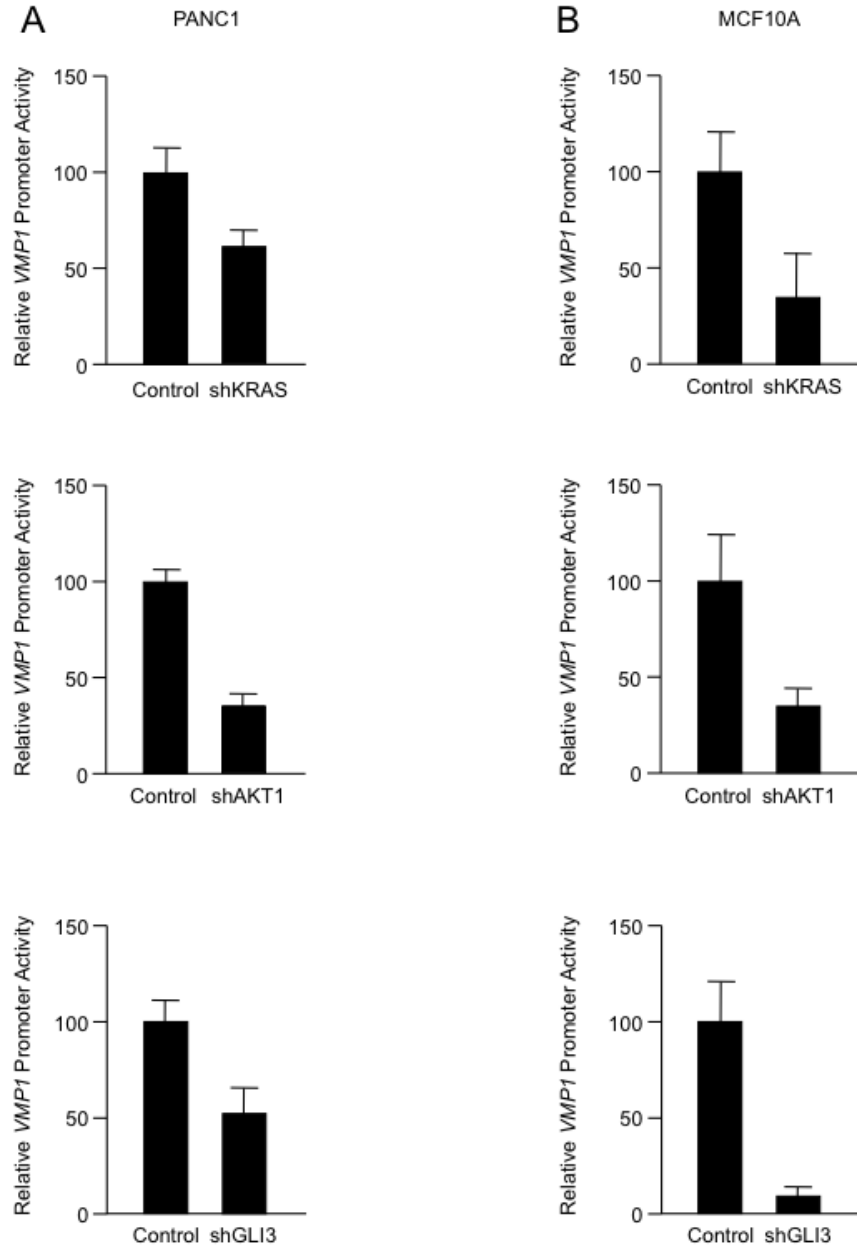 A
PANC1
Relative VMP1 Promoter Activity
150
100
50
0
Control shKRAS
Relative VMP1 Promoter Activity
150
100
50
0
Control shAKT1
Relative VMP1 Promoter Activity
150
100
50
0
Control shGLI3
B
MCF10A
Relative VMP1 Promoter Activity
150
100
50
0
Control shKRAS
Relative VMP1 Promoter Activity
150
100
50
0
Control shAKT1
Relative VMP1 Promoter Activity
150
100
50
0
Control shGLI3